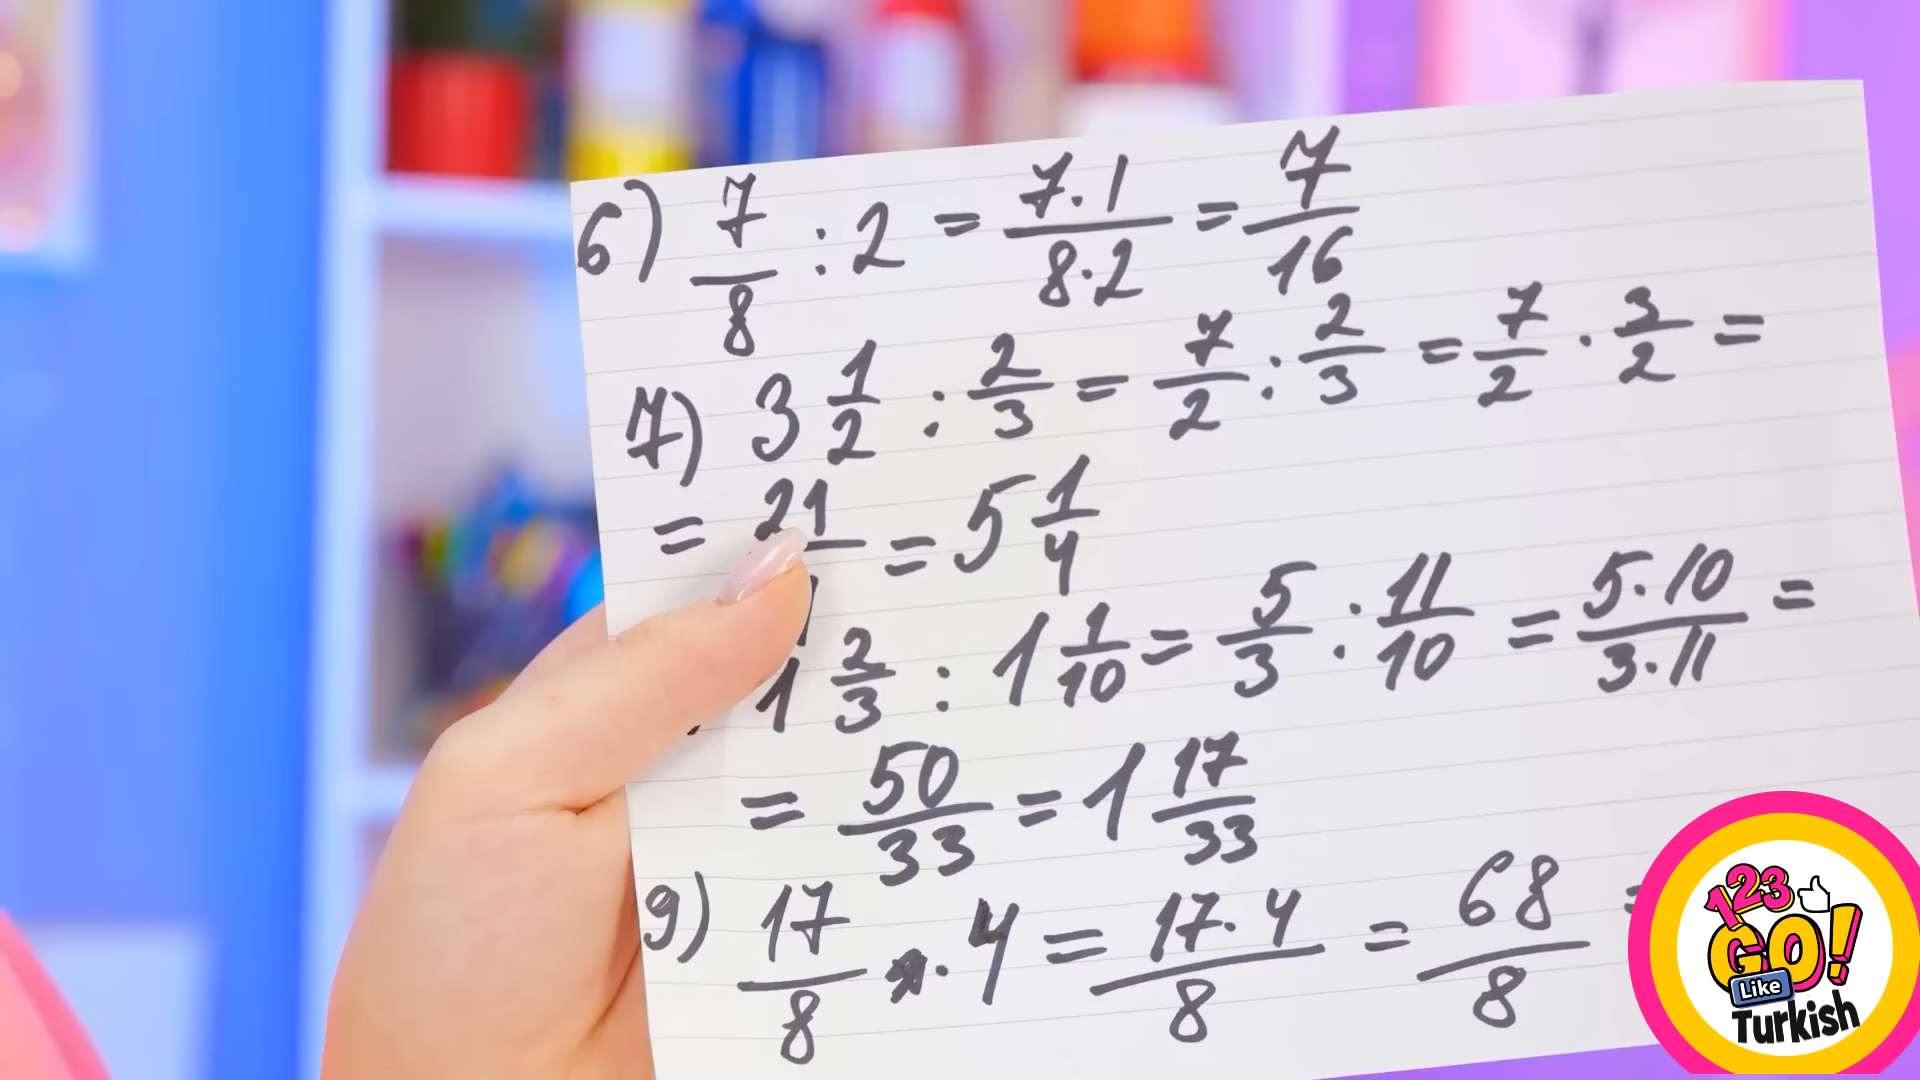 6) 7/8 : 2 = 7·1/8·2 = 7/16
7) 3 1/2 : 2/3 = 7/2 : 2/3 = 7/2 · 3/2 =
= 21/ = 5 1/4
1 2/3 : 1 1/10 = 5/3 : 11/10 = 5·10/3·11 =
= 50/33 = 1 17/33
9) 17/8 · 4 = 17·4/8 = 68/8 =
123
GO!
Like
Turkish